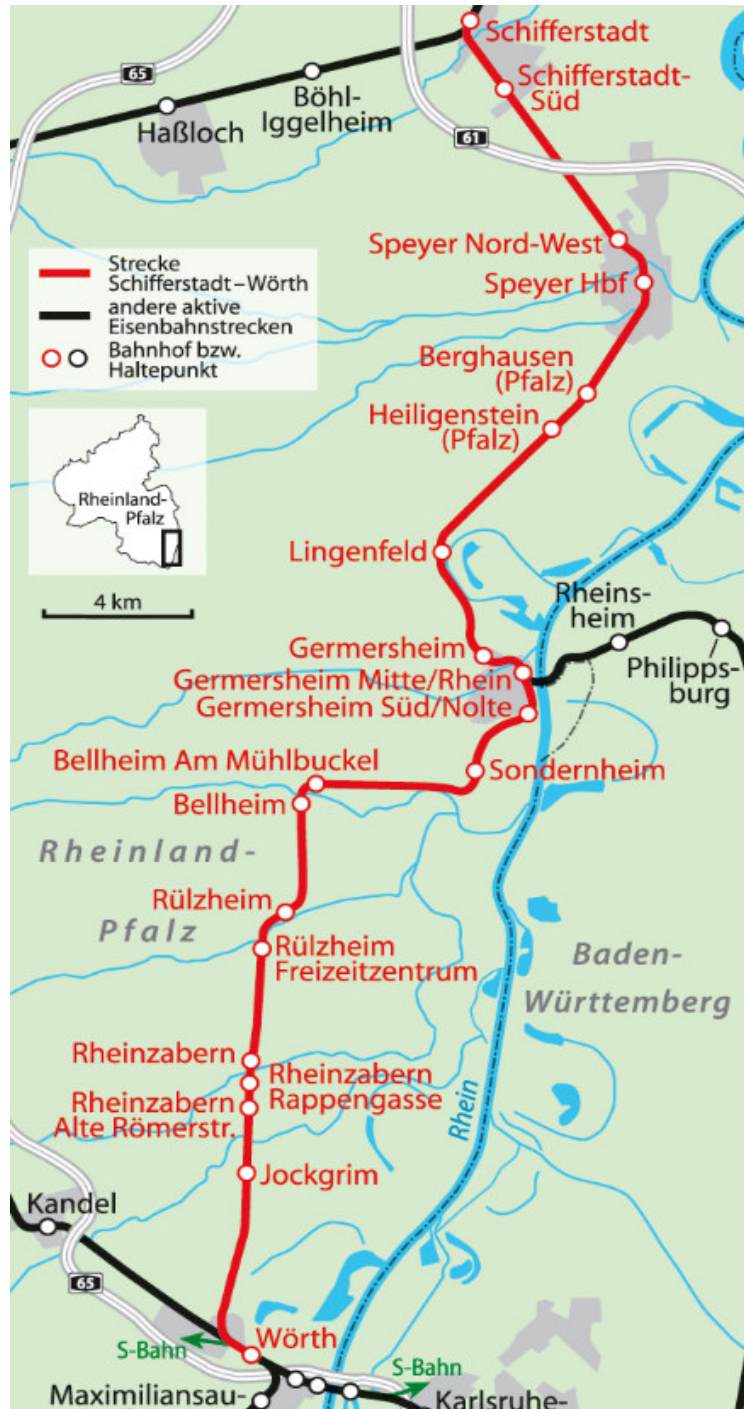 Schifferstadt
65
Böhl-
Iggelheim
Schifferstadt-
Süd
Haßloch
61
Speyer Nord-West
Strecke
Schifferstadt–Wörth
andere aktive
Eisenbahnstrecken
Bahnhof bzw.
Haltepunkt
Speyer Hbf
Berghausen
(Pfalz)
Heiligenstein
(Pfalz)
Rheinland-
Pfalz
4 km
Lingenfeld
Rheins-
heim
Philipps-
burg
Germersheim
Germersheim Mitte/Rhein
Germersheim Süd/Nolte
Bellheim Am Mühlbuckel
Sondernheim
Bellheim
Rheinland-
Pfalz
Rülzheim
Rülzheim
Freizeitzentrum
Baden-
Württemberg
Rheinzabern
Rheinzabern
Rappengasse
Rheinzabern
Alte Römerstr.
Rhein
Jockgrim
Kandel
65
Wörth
S-Bahn
S-Bahn
Maximiliansau-
Karlsruhe-